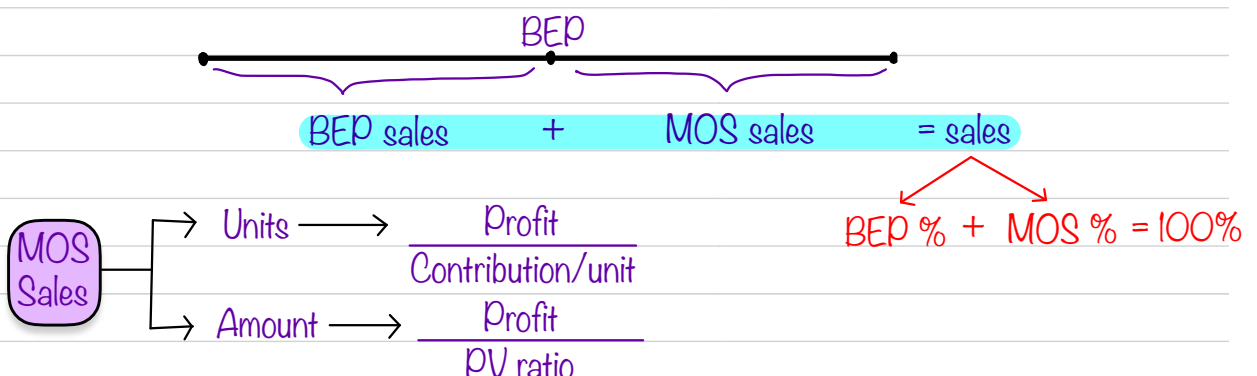 BEP
BEP sales + MOS sales = sales
BEP % + MOS % = 100%
MOS
Sales
Units
Profit
Contribution/unit
Amount
Profit
PV ratio